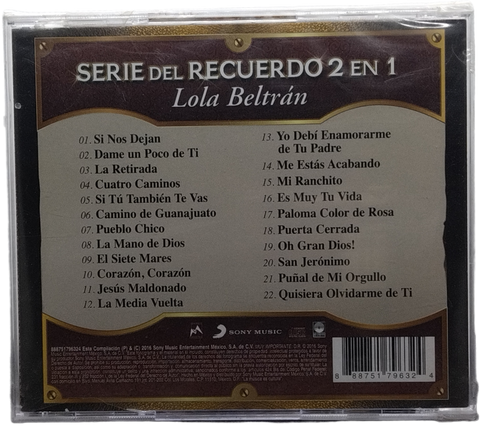 SERIE DEL RECUERDO 2 EN 1
Lola Beltrán
01. Si Nos Dejan
02. Dame un Poco de Ti
03. La Retirada
04. Cuatro Caminos
05. Si Tú También Te Vas
06. Camino de Guanajuato
07. Pueblo Chico
08. La Mano de Dios
09. El Siete Mares
10. Corazón, Corazón
11. Jesús Maldonado
12. La Media Vuelta
13. Yo Debí Enamorarme
de Tu Padre
14. Me Estás Acabando
15. Mi Ranchito
16. Es Muy Tu Vida
17. Paloma Color de Rosa
18. Puerta Cerrada
19. Oh Gran Dios!
20. San Jerónimo
21. Puñal de Mi Orgullo
22. Quisiera Olvidarme de Ti
SONY MUSIC
8 88751 79632 4